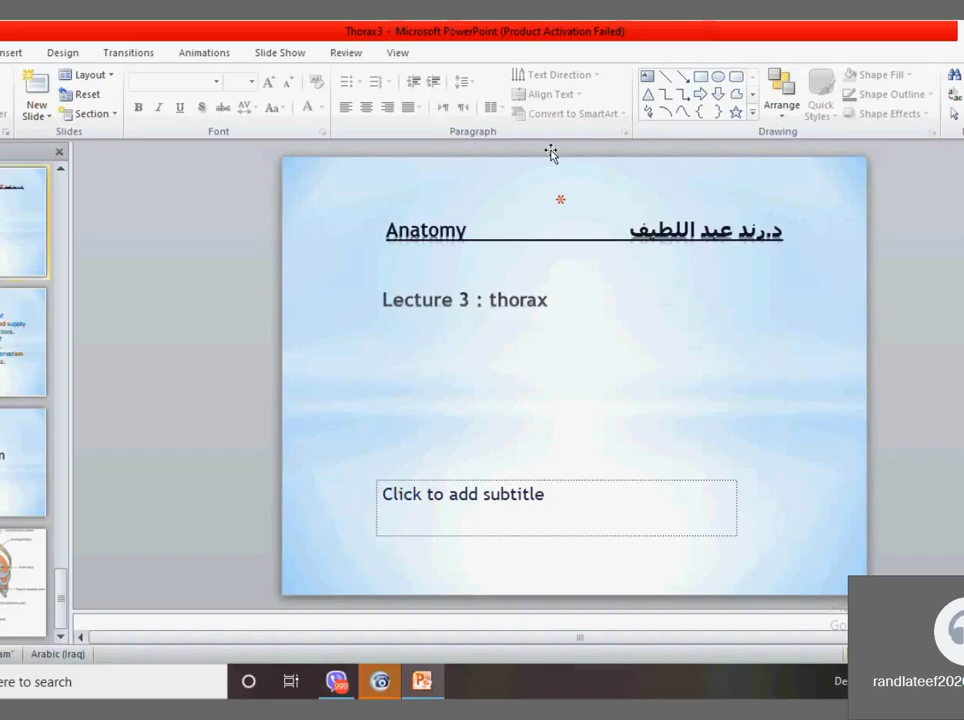 Thorax3 - Microsoft PowerPoint (Product Activation Failed)
Design Transitions Animations Slide Show Review View
Layout
Reset
Section
New Slide
Slides
Font
Paragraph
Text Direction
Align Text
Convert to SmartArt
Arrange
Quick Styles
Shape Fill
Shape Outline
Shape Effects
Drawing
*
Anatomy د.رند عبد اللطيف
Lecture 3 : thorax
Click to add subtitle
Arabic (Iraq)
to search
randlateef202